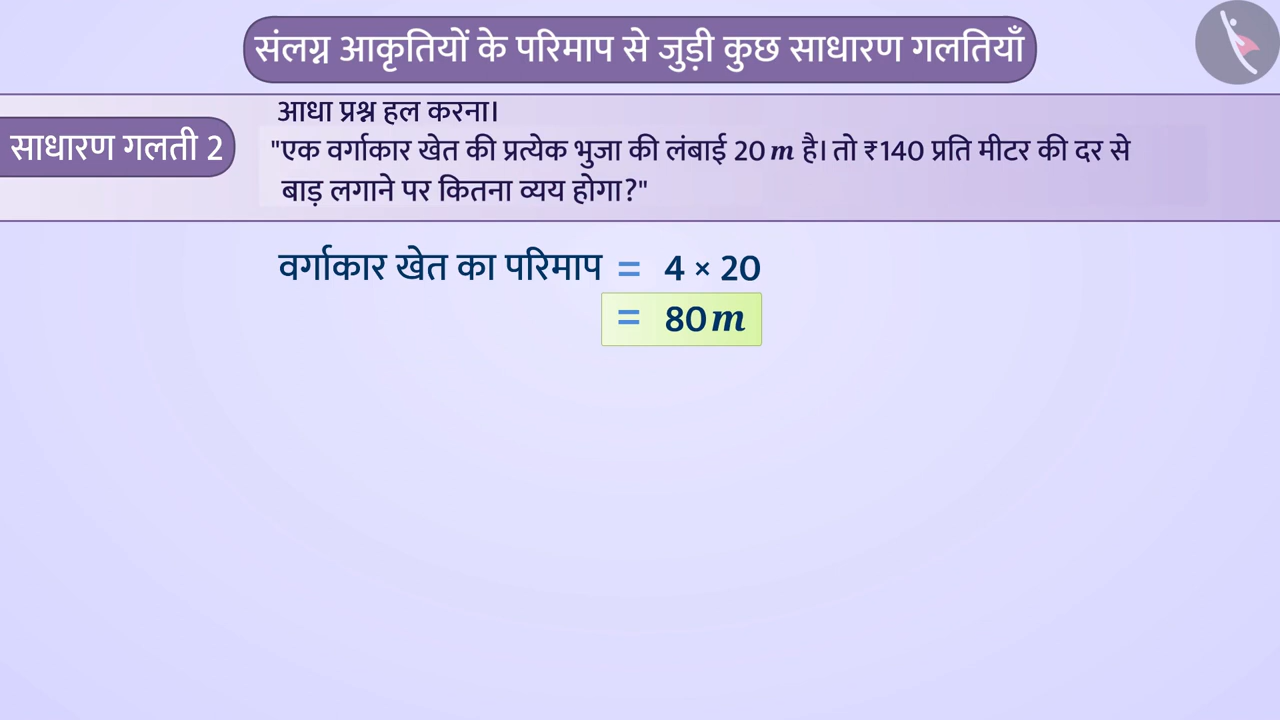 संलग्न आकृतियों के परिमाप से जुड़ी कुछ साधारण गलतियाँ
साधारण गलती 2
आधा प्रश्न हल करना।
"एक वर्गाकार खेत की प्रत्येक भुजा की लंबाई 20 m है। तो ₹140 प्रति मीटर की दर से
बाड़ लगाने पर कितना व्यय होगा?"
वर्गाकार खेत का परिमाप = 4 × 20
= 80 m